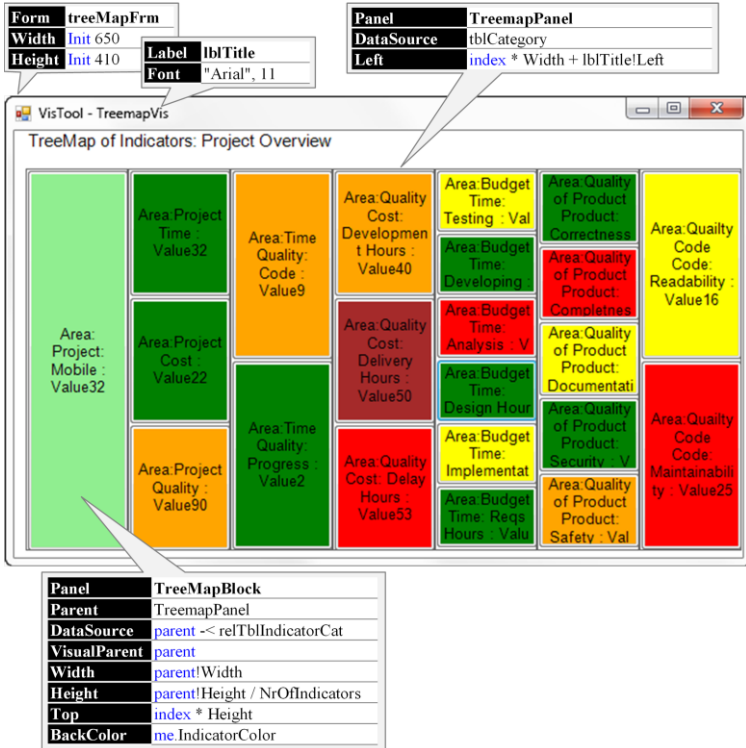 Form treeMapFrm
Width Init 650
Height Init 410
Label lblTitle
Font "Arial", 11
Panel TreemapPanel
DataSource tblCategory
Left index * Width + lblTitle!Left
VisTool - TreemapVis
TreeMap of Indicators: Project Overview
Area:
Project:
Mobile :
Value32
Area:Project
Time :
Value32
Area:Project
Cost :
Value22
Area:Project
Quality :
Value90
Area:Time
Quality:
Code :
Value9
Area:Time
Quality:
Progress :
Value2
Area:Quality
Cost:
Developmen
t Hours :
Value40
Area:Quality
Cost:
Delivery
Hours :
Value50
Area:Quality
Cost: Delay
Hours :
Value53
Area:Budget
Time:
Testing : Val
Area:Budget
Time:
Developing :
Area:Budget
Time:
Analysis : V
Area:Budget
Time:
Design Hour
Area:Budget
Time:
Implementat
Area:Budget
Time: Reqs
Hours : Valu
Area:Quality
of Product
Product:
Correctness
Area:Quality
of Product
Product:
Completnes
Area:Quality
of Product
Product:
Documentati
Area:Quality
of Product
Product:
Security : V
Area:Quality
of Product
Product:
Safety : Val
Area:Quailty
Code
Code:
Readability :
Value16
Area:Quailty
Code
Code:
Maintainabili
ty : Value25
Panel TreeMapBlock
Parent TreemapPanel
DataSource parent -< relTblIndicatorCat
VisualParent parent
Width parent!Width
Height parent!Height / NrOfIndicators
Top index * Height
BackColor me.IndicatorColor